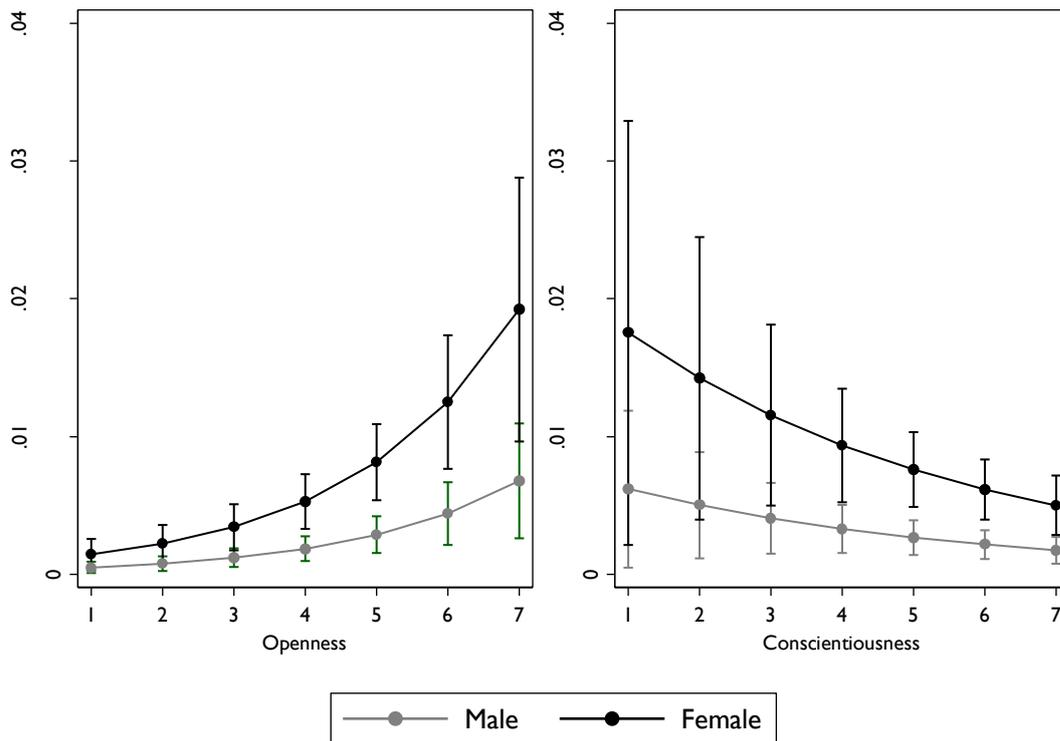 .04 .04
.03 .03
.02 .02
.01 .01
0 0
1 2 3 4 5 6 7 1 2 3 4 5 6 7
Openness Conscientiousness
Male Female